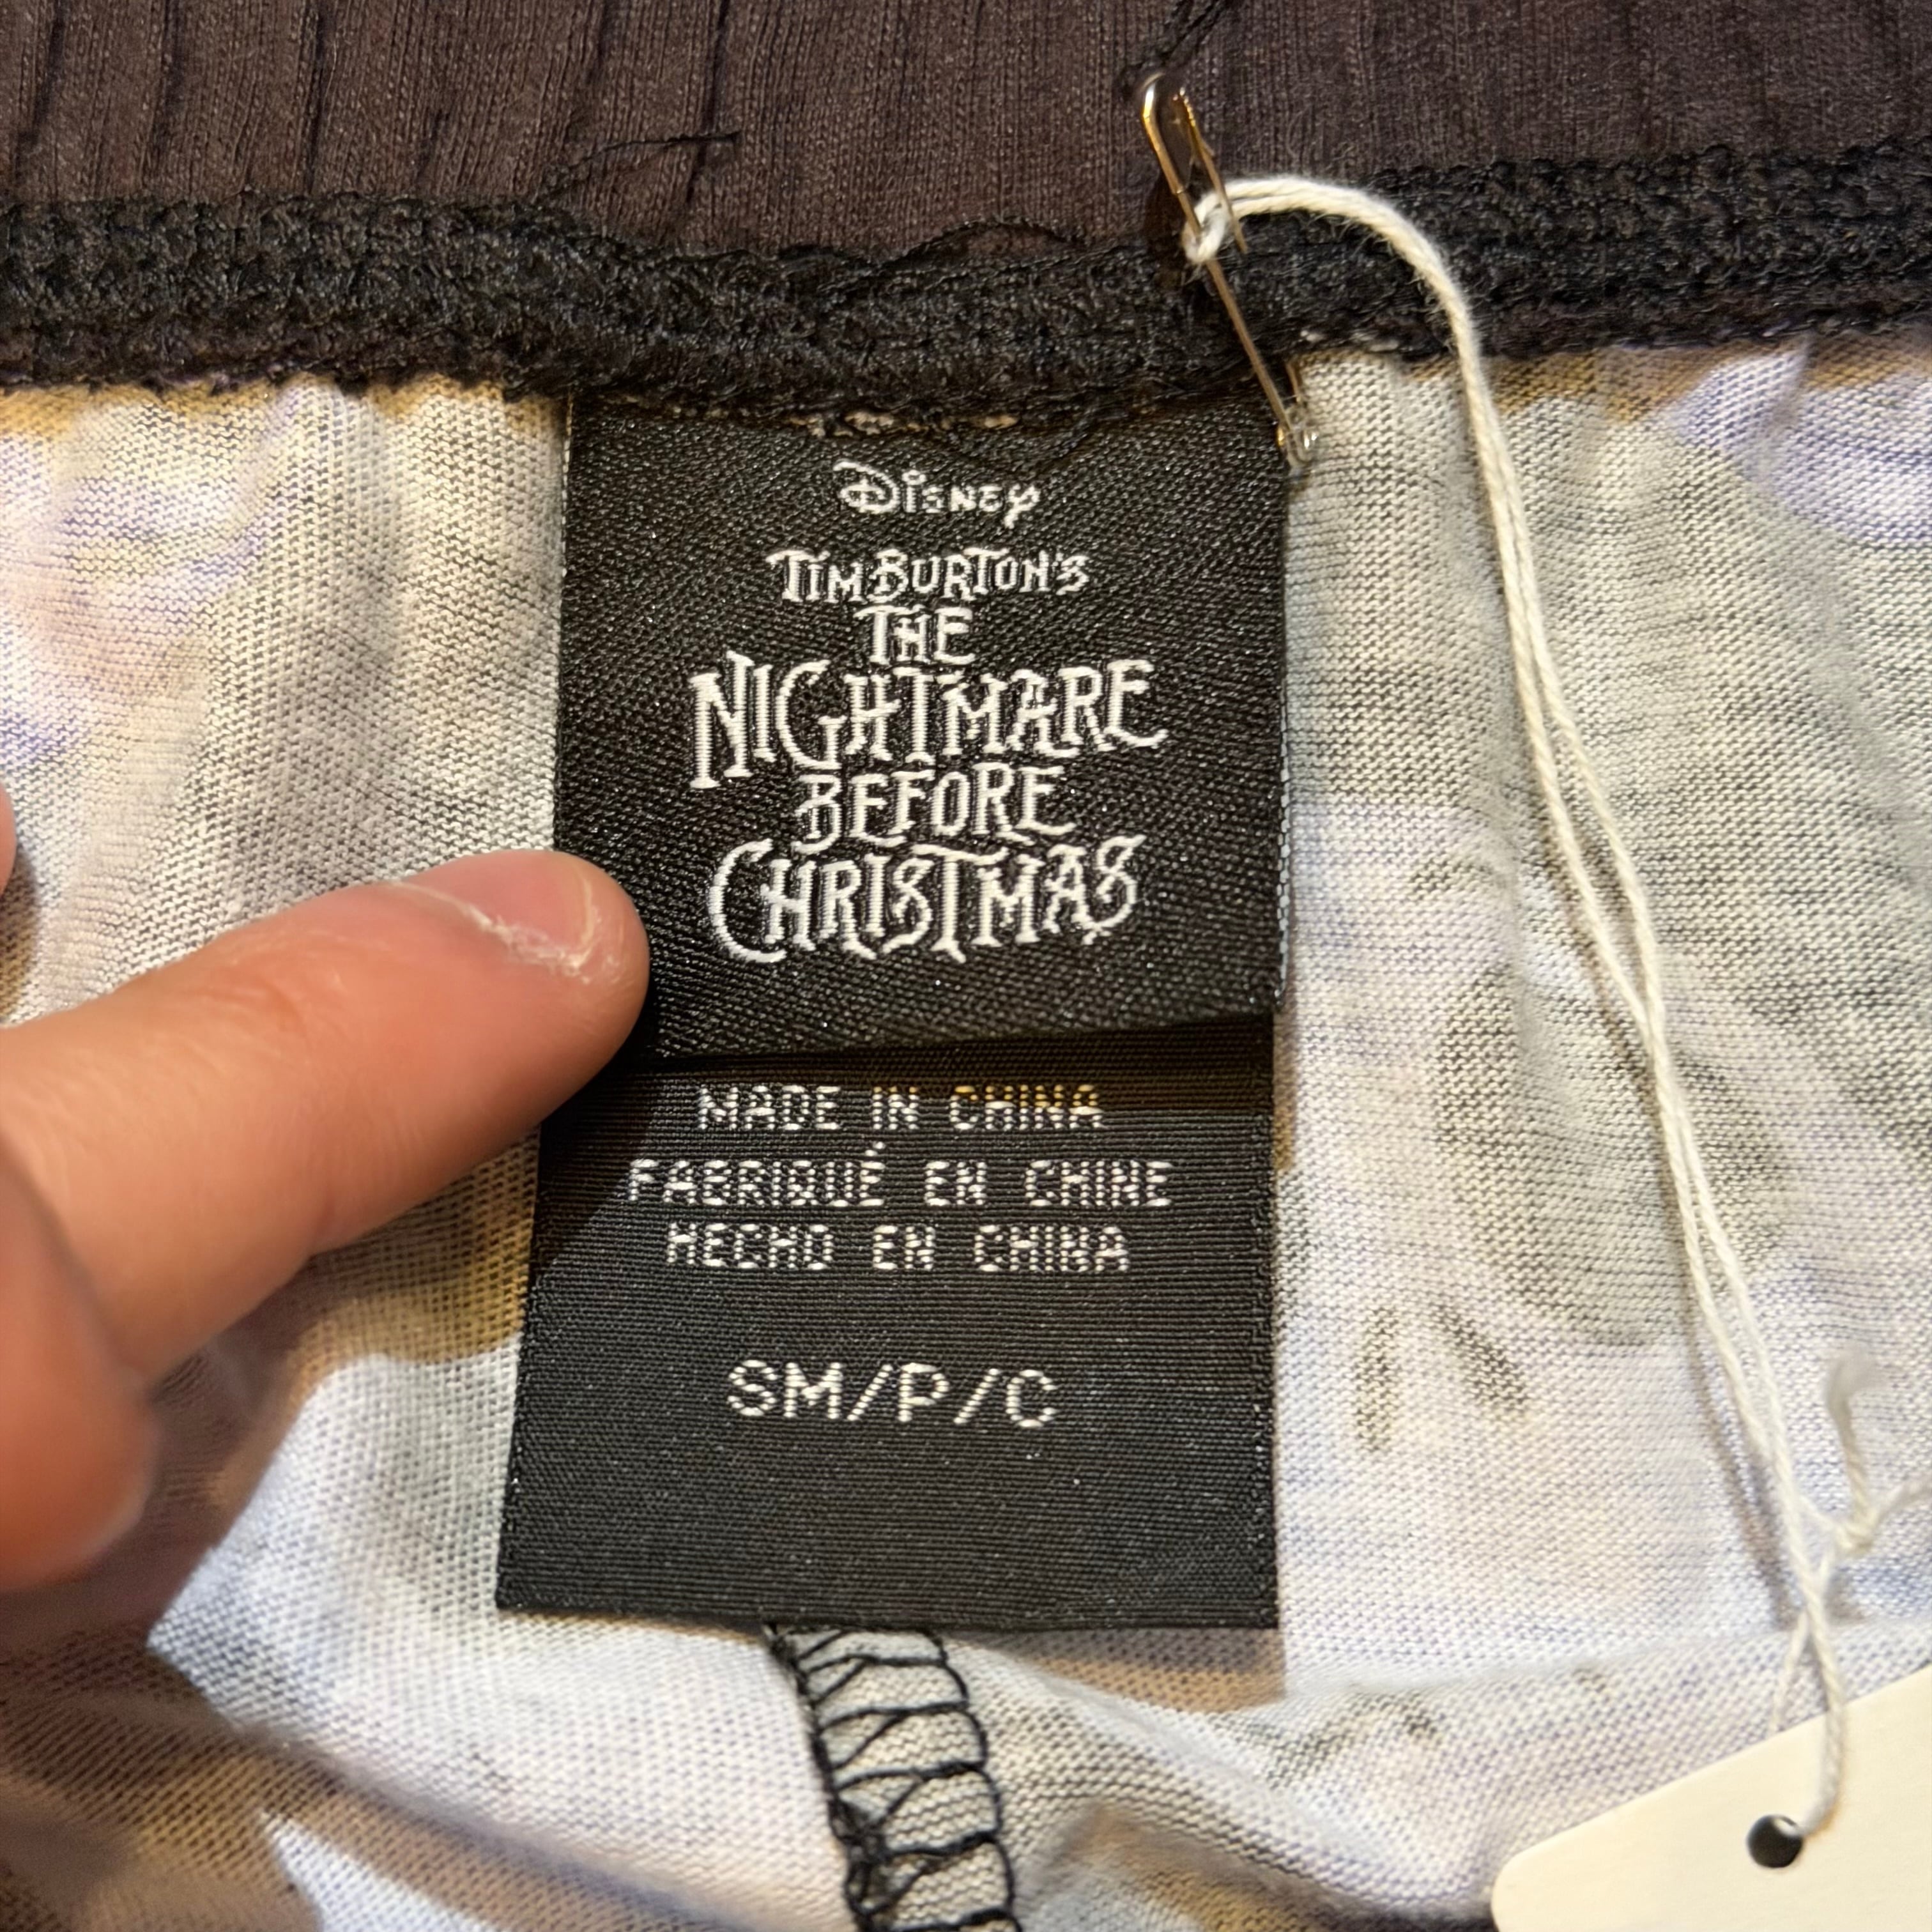 Disney
TIM BURTON'S
THE
NIGHTMARE
BEFORE
CHRISTMAS
MADE IN CHINA
FABRIQUÉ EN CHINE
HECHO EN CHINA
SM/P/C